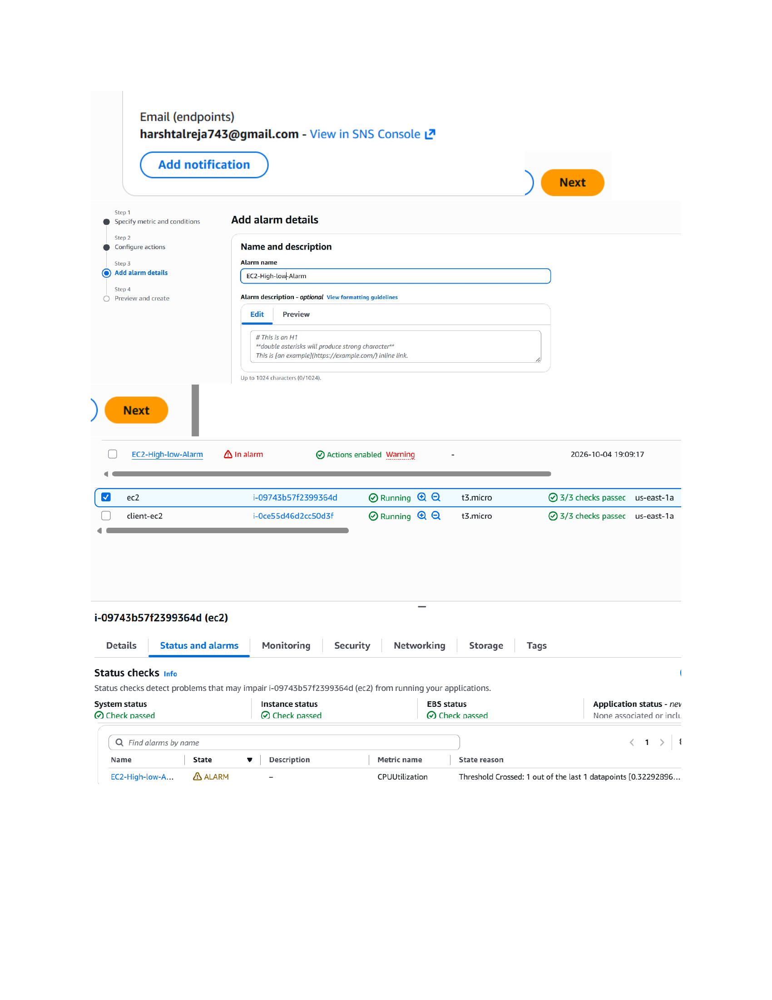 Email (endpoints)
harshtalreja743@gmail.com - View in SNS Console
Add notification
Next
Step 1
Specify metric and conditions
Step 2
Configure actions
Step 3
Add alarm details
Step 4
Preview and create
Add alarm details
Name and description
Alarm name
EC2-High-low-Alarm
Alarm description - optional View formatting guidelines
Edit Preview
# This is an H1
**double asterisks will produce strong character**
This is [an example](https://example.com/) inline link.
Up to 1024 characters (0/1024).
Next
EC2-High-low-Alarm In alarm Actions enabled Warning - 2026-10-04 19:09:17
ec2 i-09743b57f2399364d Running t3.micro 3/3 checks passec us-east-1a
client-ec2 i-0ce55d46d2cc50d3f Running t3.micro 3/3 checks passec us-east-1a
i-09743b57f2399364d (ec2)
Details Status and alarms Monitoring Security Networking Storage Tags
Status checks Info
Status checks detect problems that may impair i-09743b57f2399364d (ec2) from running your applications.
System status Instance status EBS status Application status - new
Check passed Check passed Check passed None associated or inclu
Find alarms by name 1
Name State Description Metric name State reason
EC2-High-low-A... ALARM – CPUUtilization Threshold Crossed: 1 out of the last 1 datapoints [0.32292896...